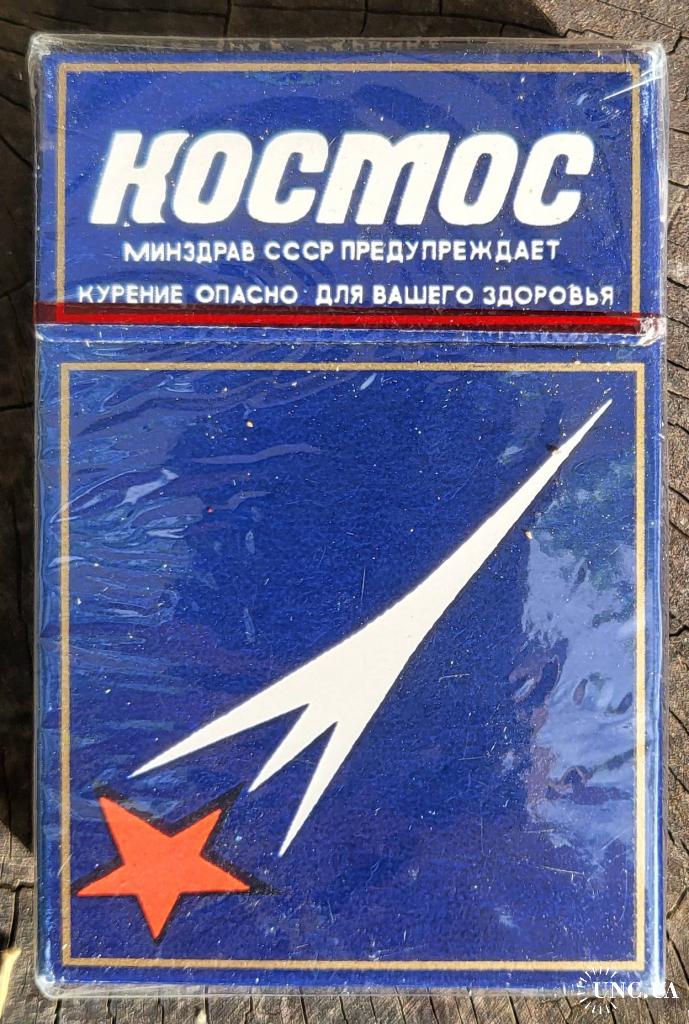 КОСМОС
МИНЗДРАВ СССР ПРЕДУПРЕЖДАЕТ
КУРЕНИЕ ОПАСНО ДЛЯ ВАШЕГО ЗДОРОВЬЯ
UNC.UA